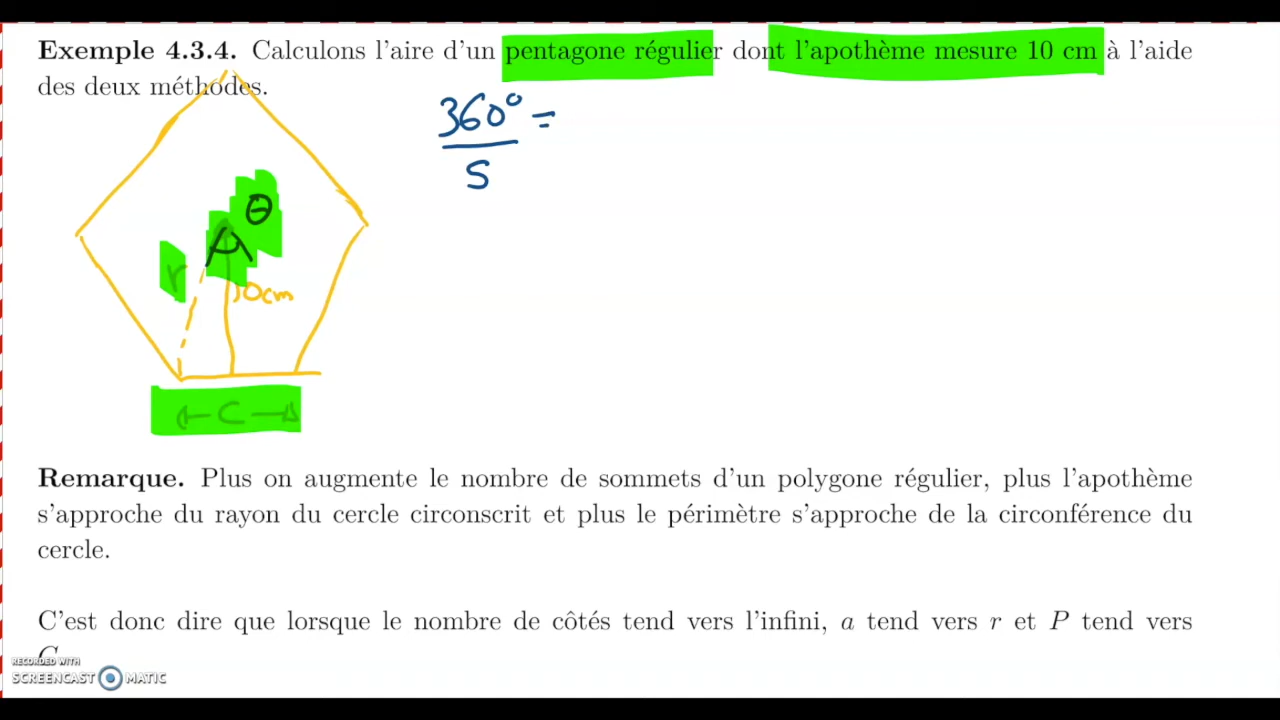 Exemple 4.3.4. Calculons l'aire d'un pentagone régulier dont l'apothème mesure 10 cm à l'aide
des deux méthodes.
360° =
5
θ
r
10cm
C
Remarque. Plus on augmente le nombre de sommets d'un polygone régulier, plus l'apothème
s'approche du rayon du cercle circonscrit et plus le périmètre s'approche de la circonférence du
cercle.
C'est donc dire que lorsque le nombre de côtés tend vers l'infini, a tend vers r et P tend vers
C
RECORDED WITH
SCREENCAST MATIC